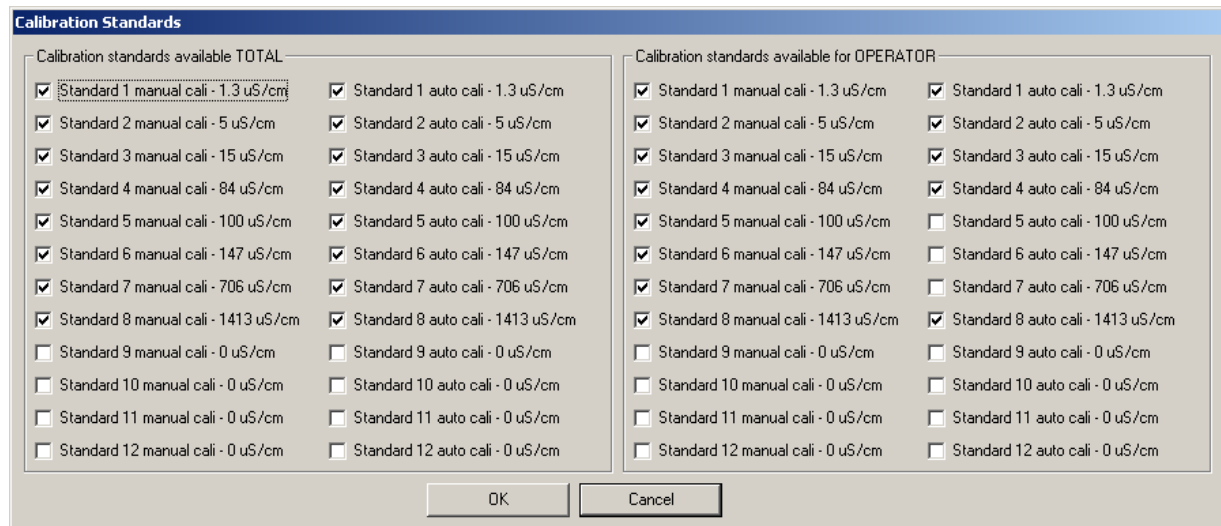 Calibration Standards
Calibration standards available TOTAL
Standard 1 manual cali - 1.3 uS/cm
Standard 1 auto cali - 1.3 uS/cm
Standard 2 manual cali - 5 uS/cm
Standard 2 auto cali - 5 uS/cm
Standard 3 manual cali - 15 uS/cm
Standard 3 auto cali - 15 uS/cm
Standard 4 manual cali - 84 uS/cm
Standard 4 auto cali - 84 uS/cm
Standard 5 manual cali - 100 uS/cm
Standard 5 auto cali - 100 uS/cm
Standard 6 manual cali - 147 uS/cm
Standard 6 auto cali - 147 uS/cm
Standard 7 manual cali - 706 uS/cm
Standard 7 auto cali - 706 uS/cm
Standard 8 manual cali - 1413 uS/cm
Standard 8 auto cali - 1413 uS/cm
Standard 9 manual cali - 0 uS/cm
Standard 9 auto cali - 0 uS/cm
Standard 10 manual cali - 0 uS/cm
Standard 10 auto cali - 0 uS/cm
Standard 11 manual cali - 0 uS/cm
Standard 11 auto cali - 0 uS/cm
Standard 12 manual cali - 0 uS/cm
Standard 12 auto cali - 0 uS/cm
Calibration standards available for OPERATOR
Standard 1 manual cali - 1.3 uS/cm
Standard 1 auto cali - 1.3 uS/cm
Standard 2 manual cali - 5 uS/cm
Standard 2 auto cali - 5 uS/cm
Standard 3 manual cali - 15 uS/cm
Standard 3 auto cali - 15 uS/cm
Standard 4 manual cali - 84 uS/cm
Standard 4 auto cali - 84 uS/cm
Standard 5 manual cali - 100 uS/cm
Standard 5 auto cali - 100 uS/cm
Standard 6 manual cali - 147 uS/cm
Standard 6 auto cali - 147 uS/cm
Standard 7 manual cali - 706 uS/cm
Standard 7 auto cali - 706 uS/cm
Standard 8 manual cali - 1413 uS/cm
Standard 8 auto cali - 1413 uS/cm
Standard 9 manual cali - 0 uS/cm
Standard 9 auto cali - 0 uS/cm
Standard 10 manual cali - 0 uS/cm
Standard 10 auto cali - 0 uS/cm
Standard 11 manual cali - 0 uS/cm
Standard 11 auto cali - 0 uS/cm
Standard 12 manual cali - 0 uS/cm
Standard 12 auto cali - 0 uS/cm
OK
Cancel